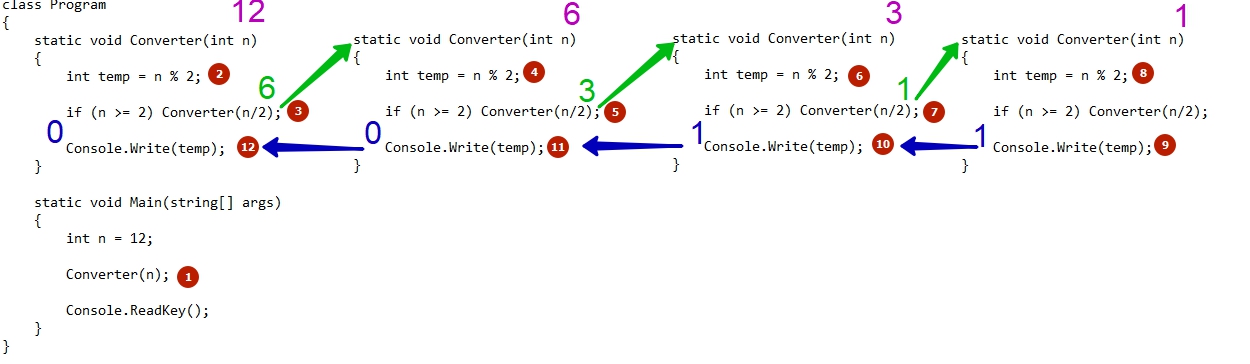 class Program 12 6 3 1
{
static void Converter(int n) static void Converter(int n) static void Converter(int n) static void Converter(int n)
{ { { {
int temp = n % 2; 2 int temp = n % 2; 4 int temp = n % 2; 6 int temp = n % 2; 8
6 3 1
if (n >= 2) Converter(n/2); 3 if (n >= 2) Converter(n/2); 5 if (n >= 2) Converter(n/2); 7 if (n >= 2) Converter(n/2);
0 0 1 1
Console.Write(temp); 12 Console.Write(temp); 11 Console.Write(temp); 10 Console.Write(temp); 9
} } } }
static void Main(string[] args)
{
int n = 12;
Converter(n); 1
Console.ReadKey();
}
}